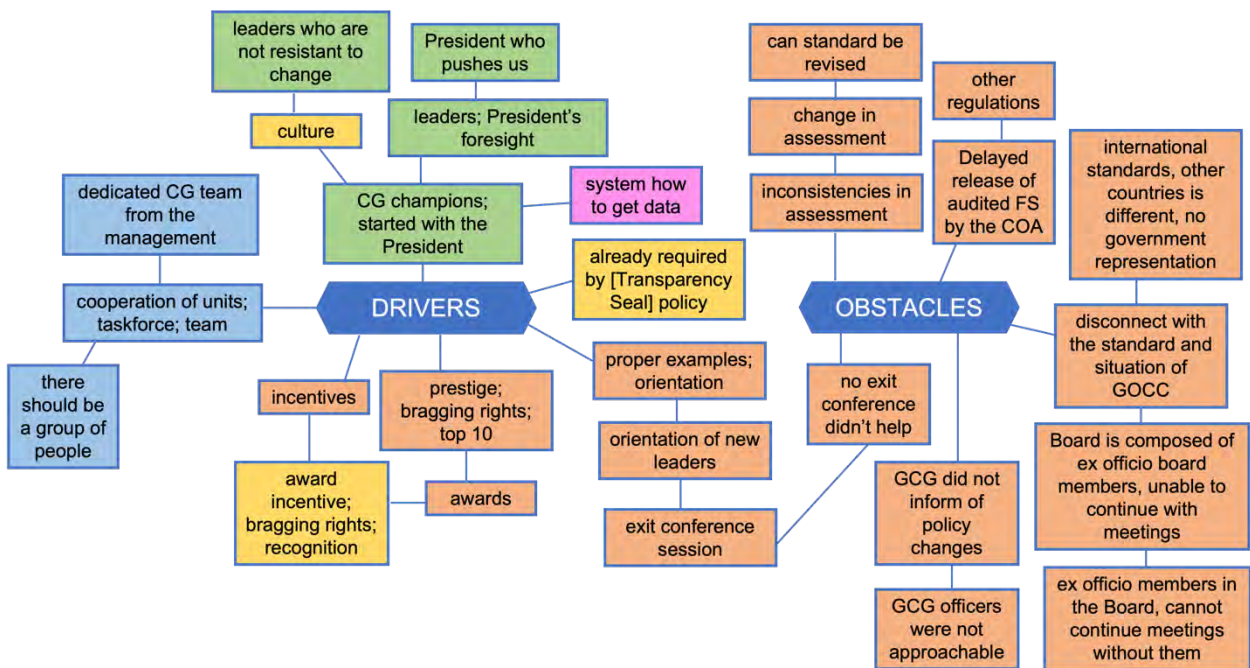 leaders who are
not resistant to
change
President who
pushes us
culture
leaders; President's
foresight
dedicated CG team
from the
management
CG champions;
started with the
President
system how
to get data
cooperation of units;
taskforce; team
DRIVERS
already required
by [Transparency
Seal] policy
there
should be
a group of
people
incentives
prestige;
bragging rights;
top 10
proper examples;
orientation
award
incentive;
bragging rights;
recognition
awards
orientation of new
leaders
exit conference
session
can standard be
revised
other
regulations
change in
assessment
inconsistencies in
assessment
Delayed
release of
audited FS
by the COA
international
standards, other
countries is
different, no
government
representation
OBSTACLES
disconnect with
the standard and
situation of
GOCC
no exit
conference
didn't help
GCG did not
inform of
policy
changes
Board is composed of
ex officio board
members, unable to
continue with
meetings
GCG officers
were not
approachable
ex officio members in
the Board, cannot
continue meetings
without them